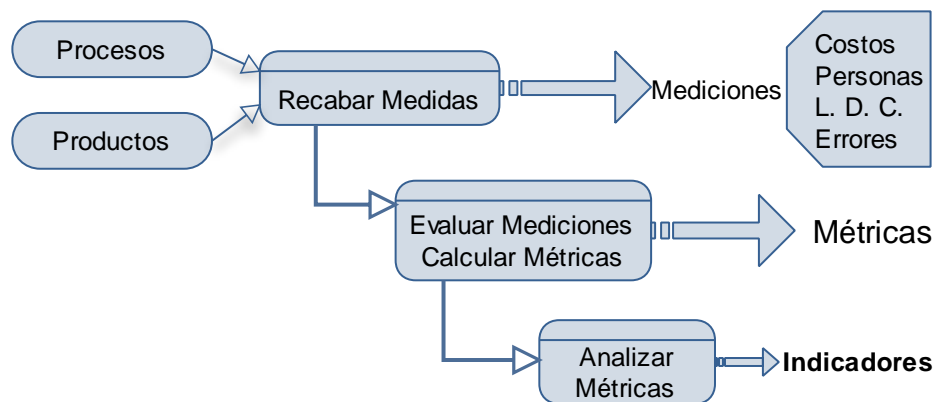 Procesos
Productos
Recabar Medidas
Mediciones
Costos
Personas
L. D. C.
Errores
Evaluar Mediciones
Calcular Métricas
Métricas
Analizar
Métricas
Indicadores